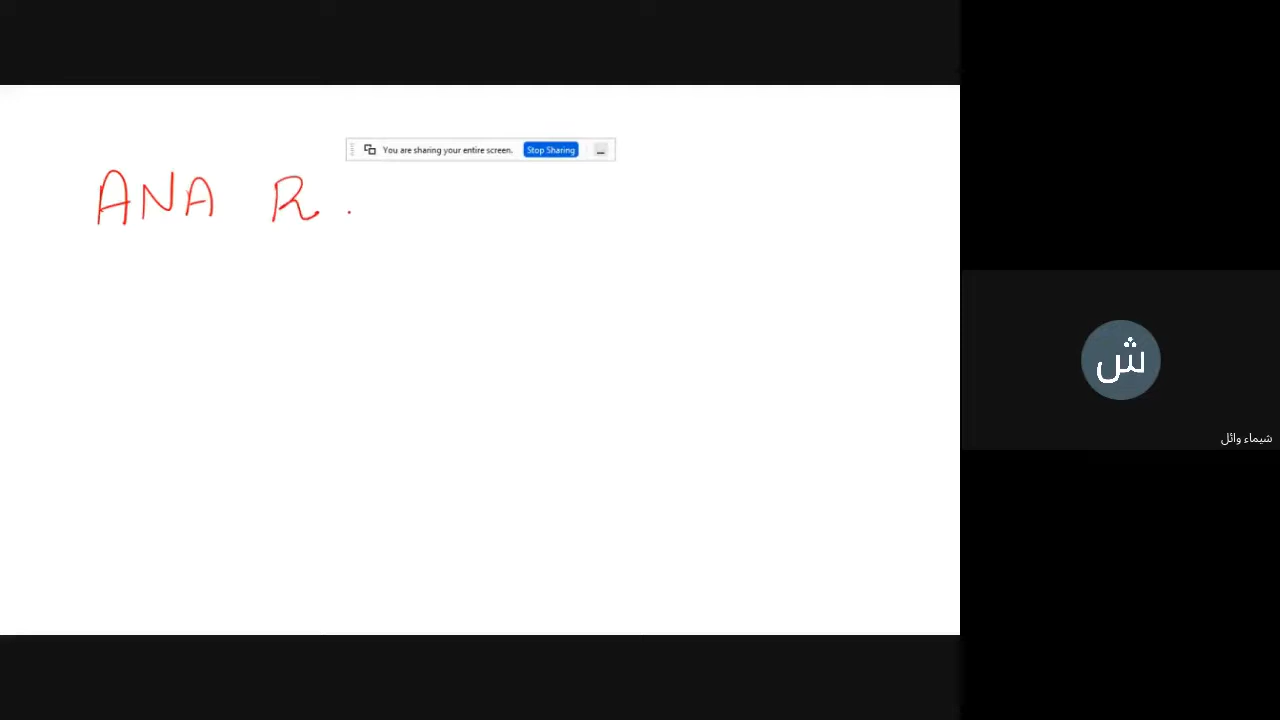 You are sharing your entire screen. Stop Sharing
ANA R.
ش
شيماء وائل